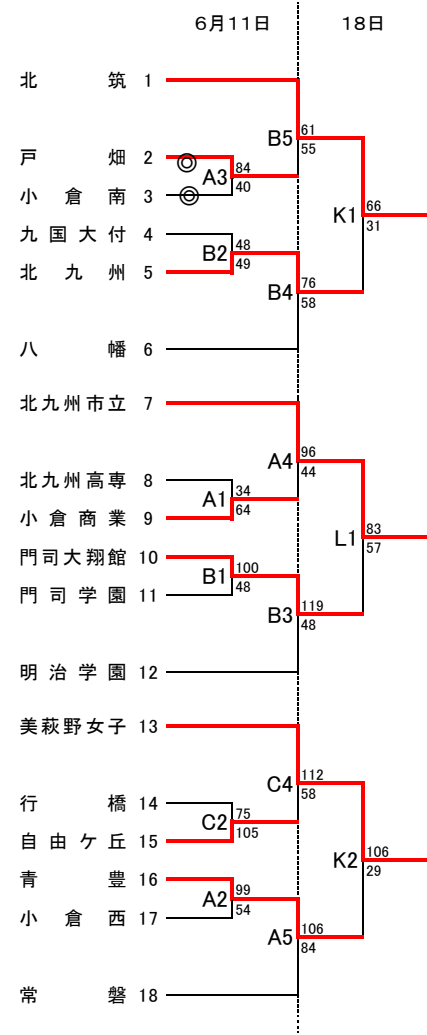 6月11日 18日
北筑 1
B5 61
55
戸畑 2 ◎
A3 84
40
小倉南 3 ◎
K1 66
31
九国大付 4
B2 48
49
北九州 5
B4 76
58
八幡 6
北九州市立 7
A4 96
44
北九州高専 8
A1 34
64
小倉商業 9
L1 83
57
門司大翔館 10
B1 100
48
門司学園 11
B3 119
48
明治学園 12
美萩野女子 13
C4 112
58
行橋 14
C2 75
105
自由ケ丘 15
K2 106
29
青豊 16
A2 99
54
小倉西 17
A5 106
84
常磐 18